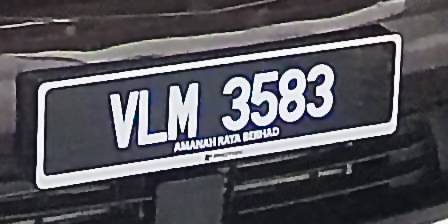 VLM 3583
AMANAH RAYA BERHAD